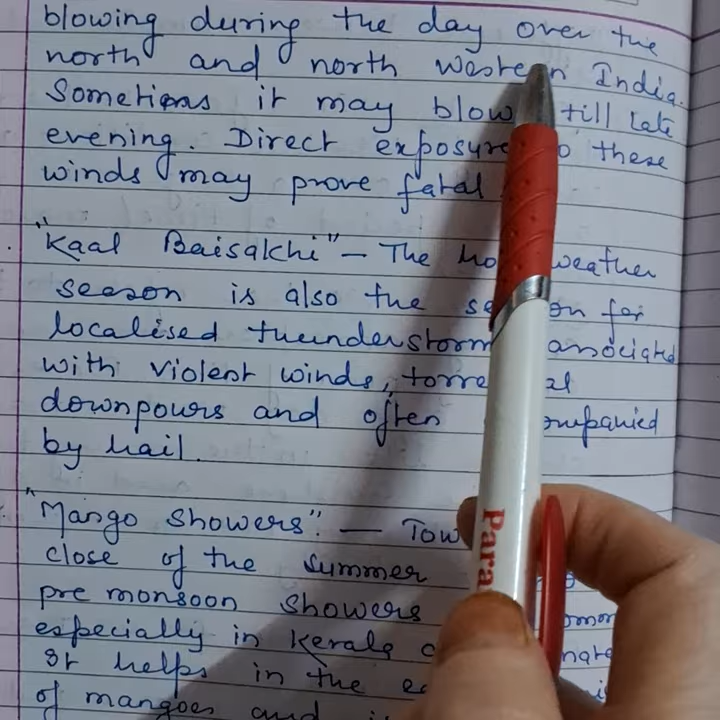 blowing during the day over the
north and north western India.
Sometimes it may blow till late
evening. Direct exposure to these
winds may prove fatal
"Kaal Baisakhi" – The weather
season is also the for
localised thunderstorm associated
with violent winds,
downpours and often
by hail.
"Mango Showers". – 
close of the summer
pre monsoon showers
especially in Kerala
It helps in the
of mangoes and
Para